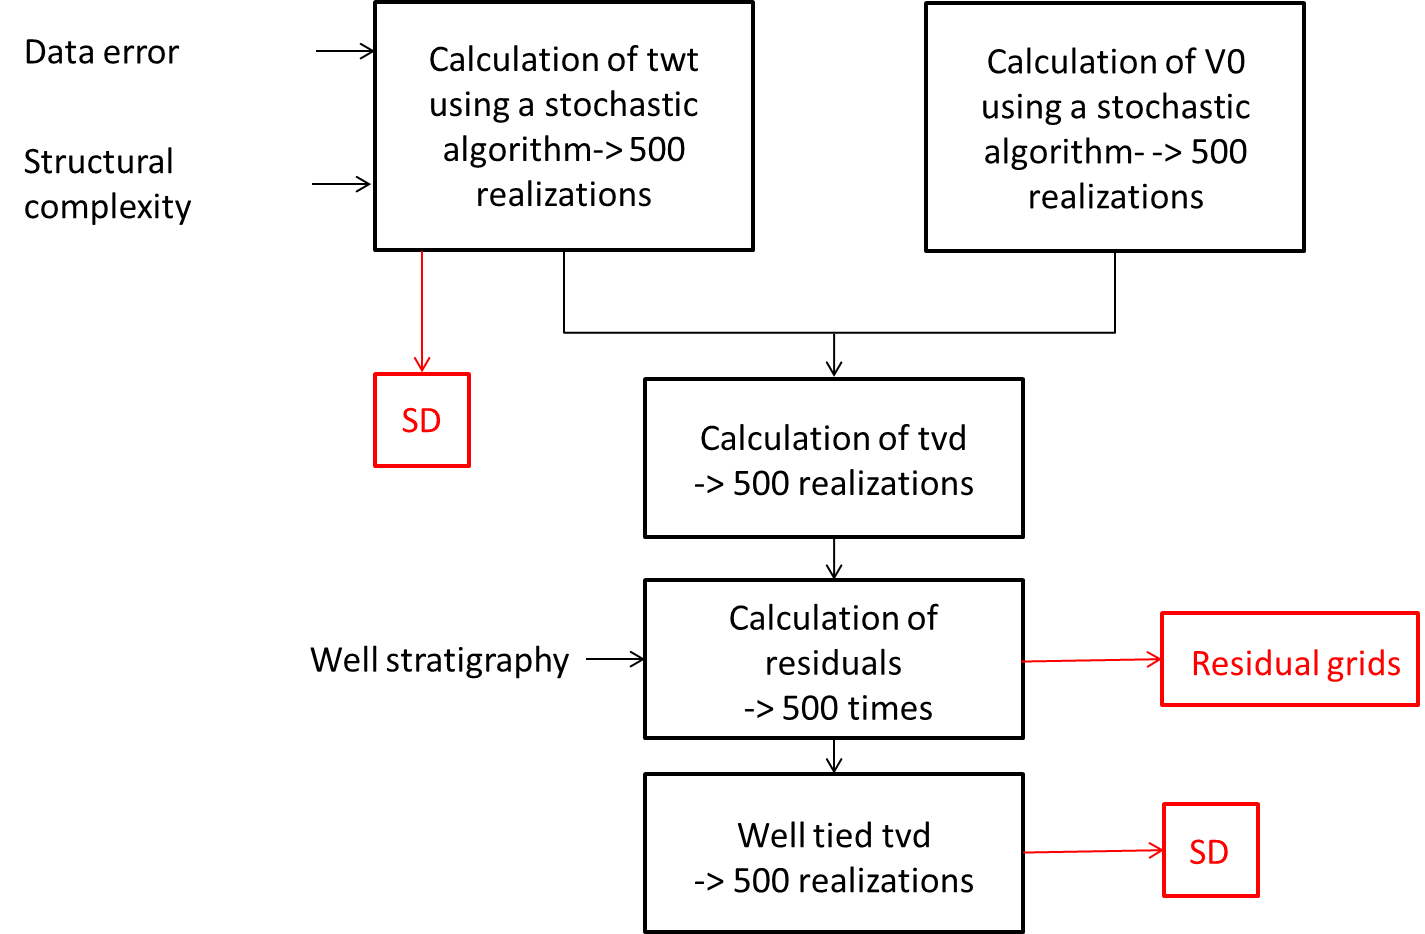 Data error
Structural
complexity
Calculation of twt
using a stochastic
algorithm-> 500
realizations
Calculation of V0
using a stochastic
algorithm- -> 500
realizations
SD
Calculation of tvd
-> 500 realizations
Well stratigraphy
Calculation of
residuals
-> 500 times
Residual grids
Well tied tvd
-> 500 realizations
SD